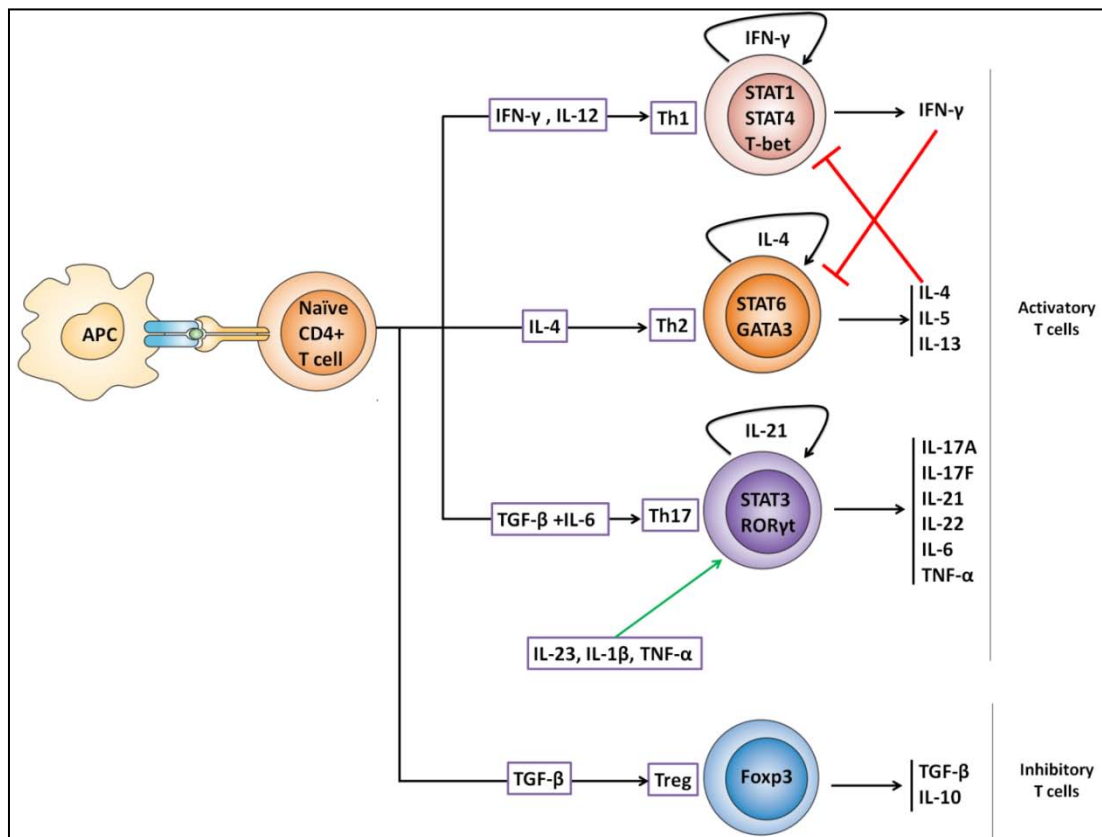 IFN-γ
STAT1
STAT4
T-bet
IFN-γ , IL-12
Th1
IFN-γ
IL-4
STAT6
GATA3
IL-4
Th2
IL-4
IL-5
IL-13
APC
Naïve
CD4+
T cell
Activatory
T cells
IL-21
STAT3
RORγt
TGF-β +IL-6
Th17
IL-17A
IL-17F
IL-21
IL-22
IL-6
TNF-α
IL-23, IL-1β, TNF-α
TGF-β
Treg
Foxp3
TGF-β
IL-10
Inhibitory
T cells